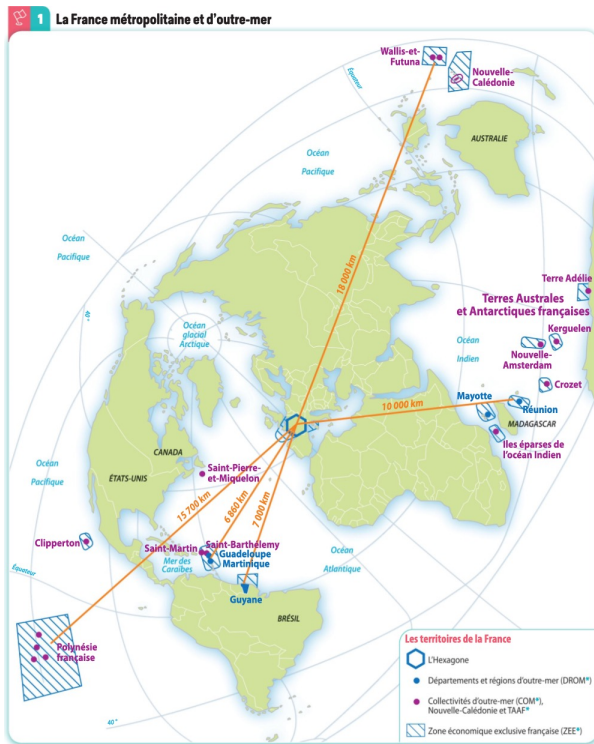 1 La France métropolitaine et d'outre-mer
Wallis-et-
Futuna
Nouvelle-
Calédonie
Équateur
AUSTRALIE
Océan
Pacifique
Océan
Pacifique
18 000 km
Terre Adélie
Terres Australes
et Antarctiques françaises
Kerguelen
40°
Océan
glacial
Arctique
Océan
Indien
Nouvelle-
Amsterdam
Crozet
Mayotte
Réunion
10 000 km
MADAGASCAR
Iles éparses de
l'océan Indien
CANADA
Océan
Pacifique
ÉTATS-UNIS
Saint-Pierre-
et-Miquelon
15 700 km
6 860 km
7 000 km
Clipperton
Saint-Martin
Saint-Barthélemy
Guadeloupe
Martinique
Mer des
Caraïbes
Océan
Atlantique
Équateur
Guyane
BRÉSIL
Polynésie
française
40°
Les territoires de la France
L'Hexagone
Départements et régions d'outre-mer (DROM*)
Collectivités d'outre-mer (COM*),
Nouvelle-Calédonie et TAAF*
Zone économique exclusive française (ZEE*)